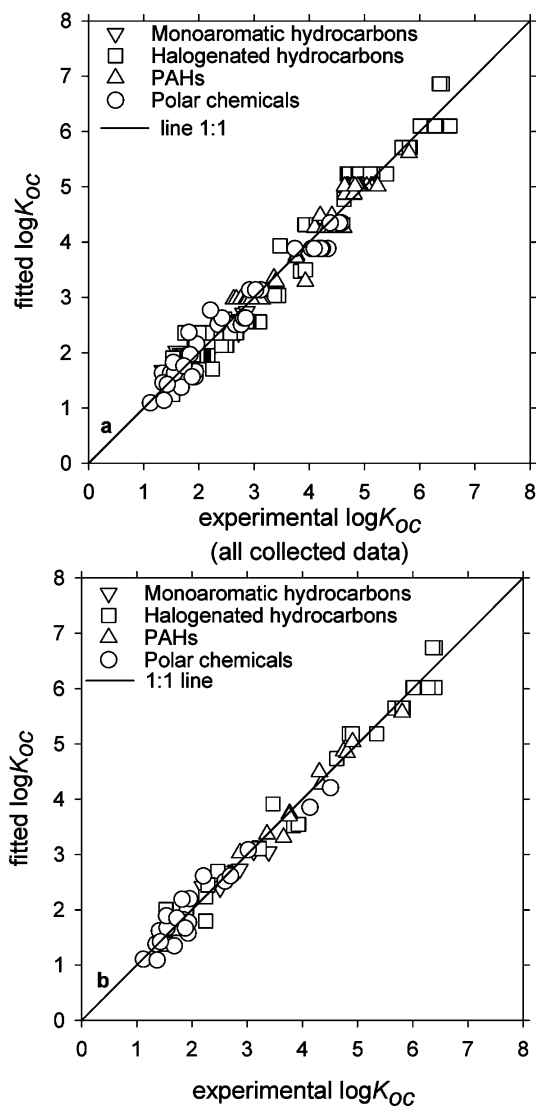 8
7
6
5
4
3
2
1
0
fitted logKOC
Monoaromatic hydrocarbons
Halogenated hydrocarbons
PAHs
Polar chemicals
line 1:1
a
0 1 2 3 4 5 6 7 8
experimental logKOC
(all collected data)
8
7
6
5
4
3
2
1
0
fitted logKOC
Monoaromatic hydrocarbons
Halogenated hydrocarbons
PAHs
Polar chemicals
1:1 line
b
0 1 2 3 4 5 6 7 8
experimental logKOC